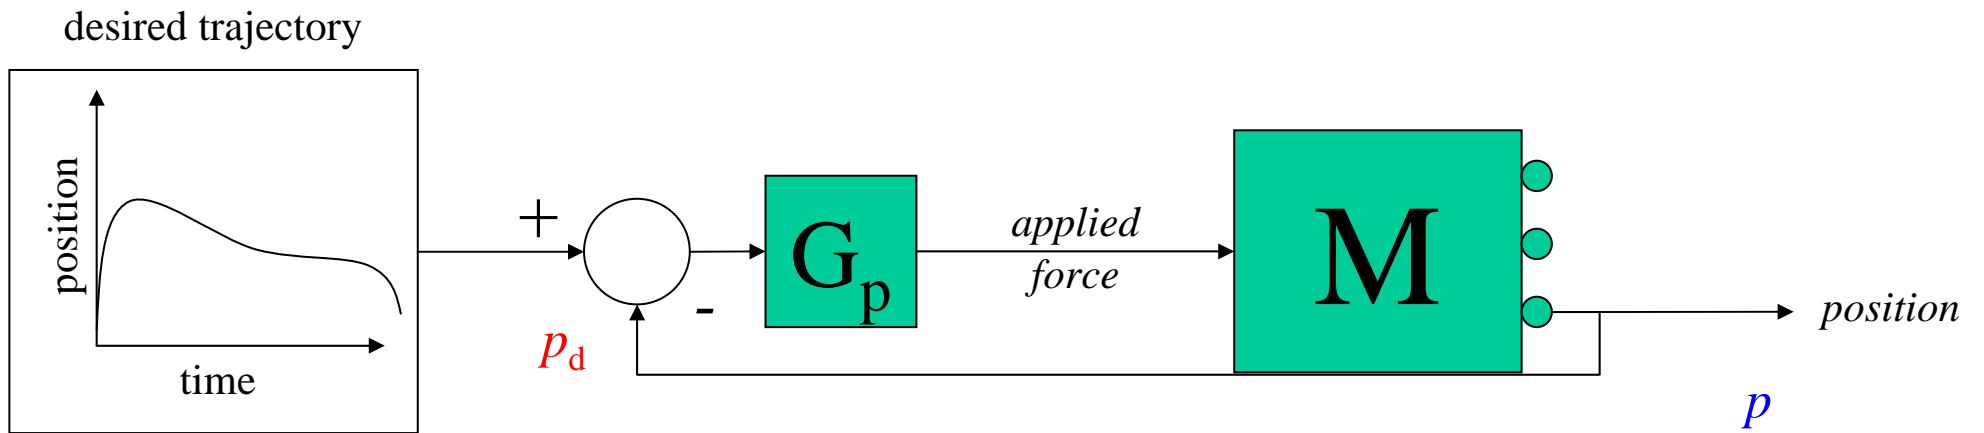 desired trajectory
position
time
+
-
p_d
G_p
applied
force
M
position
p